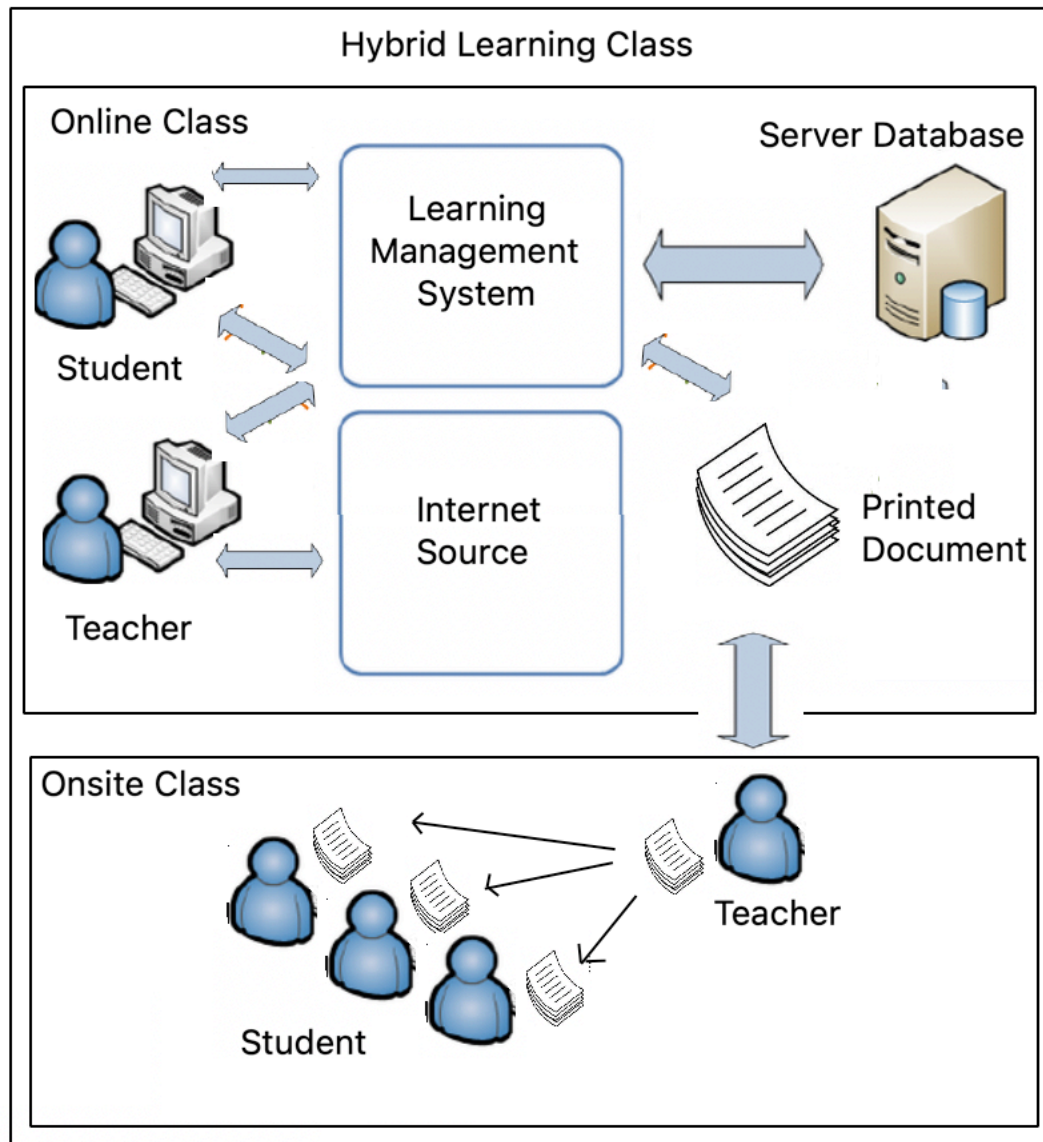 Hybrid Learning Class
Online Class
Server Database
Learning
Management
System
Student
Internet
Source
Printed
Document
Teacher
Onsite Class
Teacher
Student